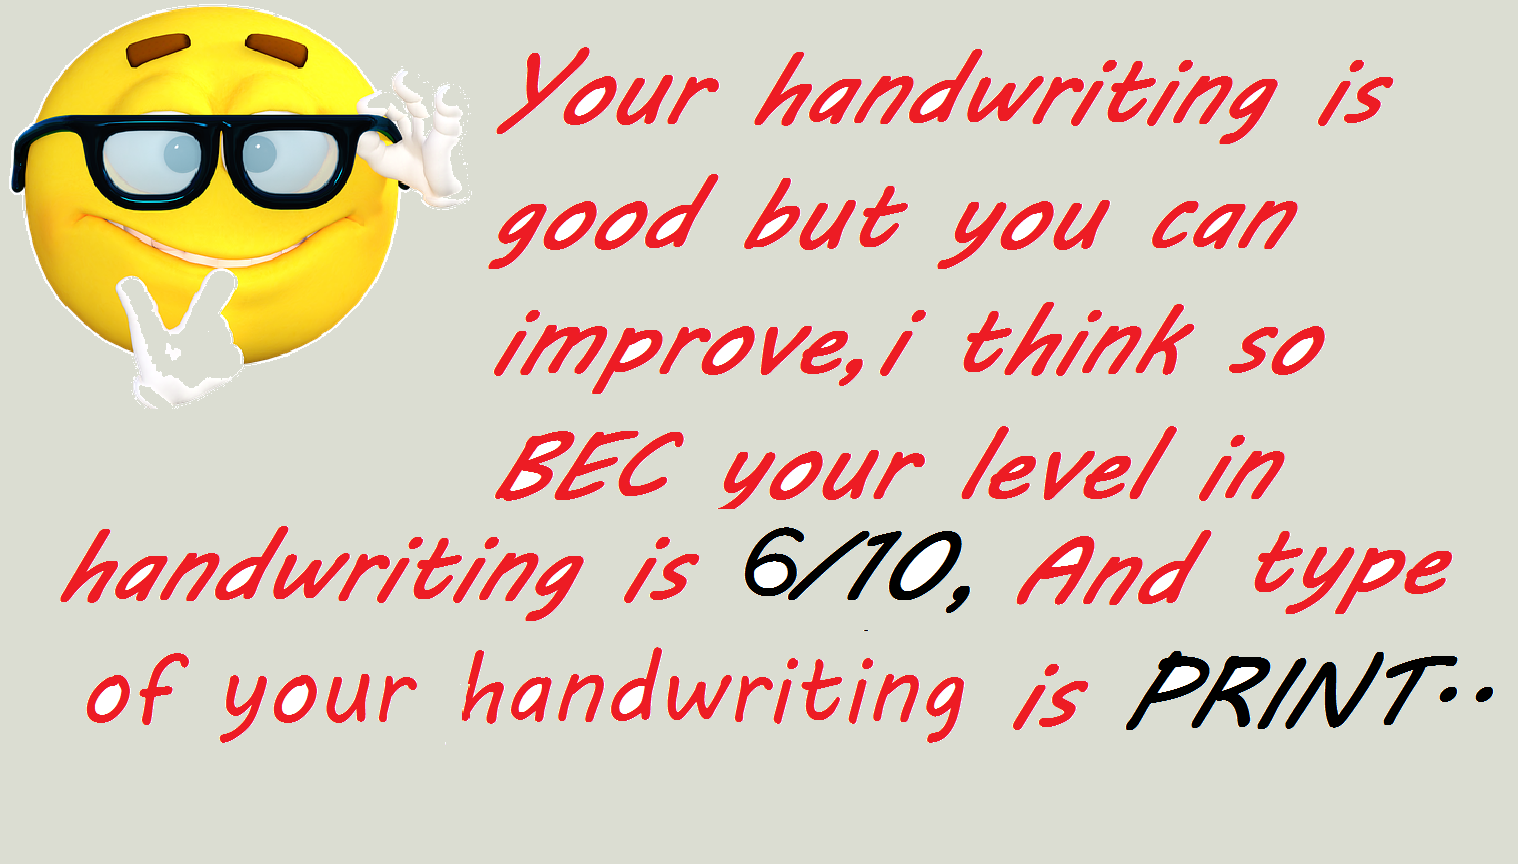 Your handwriting is
good but you can
improve,i think so
BEC your level in
handwriting is 6/10, And type
of your handwriting is PRINT..